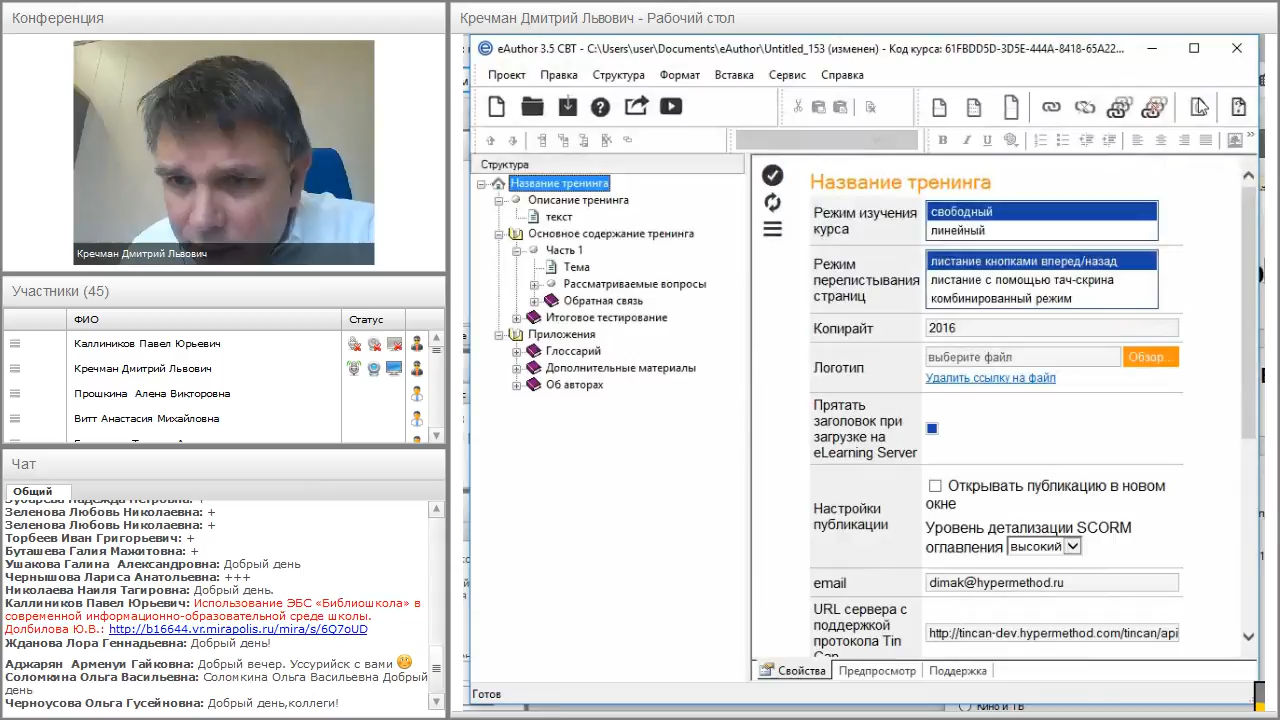 Конференция
Кречман Дмитрий Львович
Участники (45)
ФИО
Статус
Каллиников Павел Юрьевич
Кречман Дмитрий Львович
Прошкина Алена Викторовна
Витт Анастасия Михайловна
Чат
Общий
Зеленова Любовь Николаевна: +
Зеленова Любовь Николаевна: +
Торбеев Иван Григорьевич: +
Буташева Галия Мажитовна: +
Ушакова Галина Александровна: Добрый день
Чернышова Лариса Анатольевна: +++
Николаева Наиля Тагировна: Добрый день.
Каллиников Павел Юрьевич: Использование ЭБС «Библиошкола» в
современной информационно-образовательной среде школы.
Долбилова Ю.В.: http://b16644.vr.mirapolis.ru/mira/s/6Q7oUD
Жданова Лора Геннадьевна: Добрый день!
Аджарян Арменуи Гайковна: Добрый вечер. Уссурийск с вами
Соломкина Ольга Васильевна: Соломкина Ольга Васильевна Добрый
день
Черноусова Ольга Гусейнувна: Добрый день,коллеги!
Кречман Дмитрий Львович - Рабочий стол
eAuthor 3.5 CBT - C:\Users\user\Documents\eAuthor\Untitled_153 (изменен) - Код курса: 61FBDD5D-3D5E-444A-8418-65A22...
Проект Правка Структура Формат Вставка Сервис Справка
Структура
Название тренинга
Описание тренинга
текст
Основное содержание тренинга
Часть 1
Тема
Рассматриваемые вопросы
Обратная связь
Итоговое тестирование
Приложения
Глоссарий
Дополнительные материалы
Об авторах
Название тренинга
Режим изучения
курса
свободный
линейный
Режим
переписывания
страниц
листание кнопками вперед/назад
листание с помощью тач-скрина
комбинированный режим
Копирайт
2016
Логотип
выберите файл
Обзор...
Удалить ссылку на файл
Прятать
заголовок при
загрузке на
eLearning Server
Настройки
публикации
Открывать публикацию в новом
окне
Уровень детализации SCORM
оглавления высокий
email
dimak@hypermethod.ru
URL сервера с
поддержкой
протокола Tin
http://tincan-dev.hypermethod.com/tincan/api
Свойства Предпросмотр Поддержка
Готов
Кино и ТВ